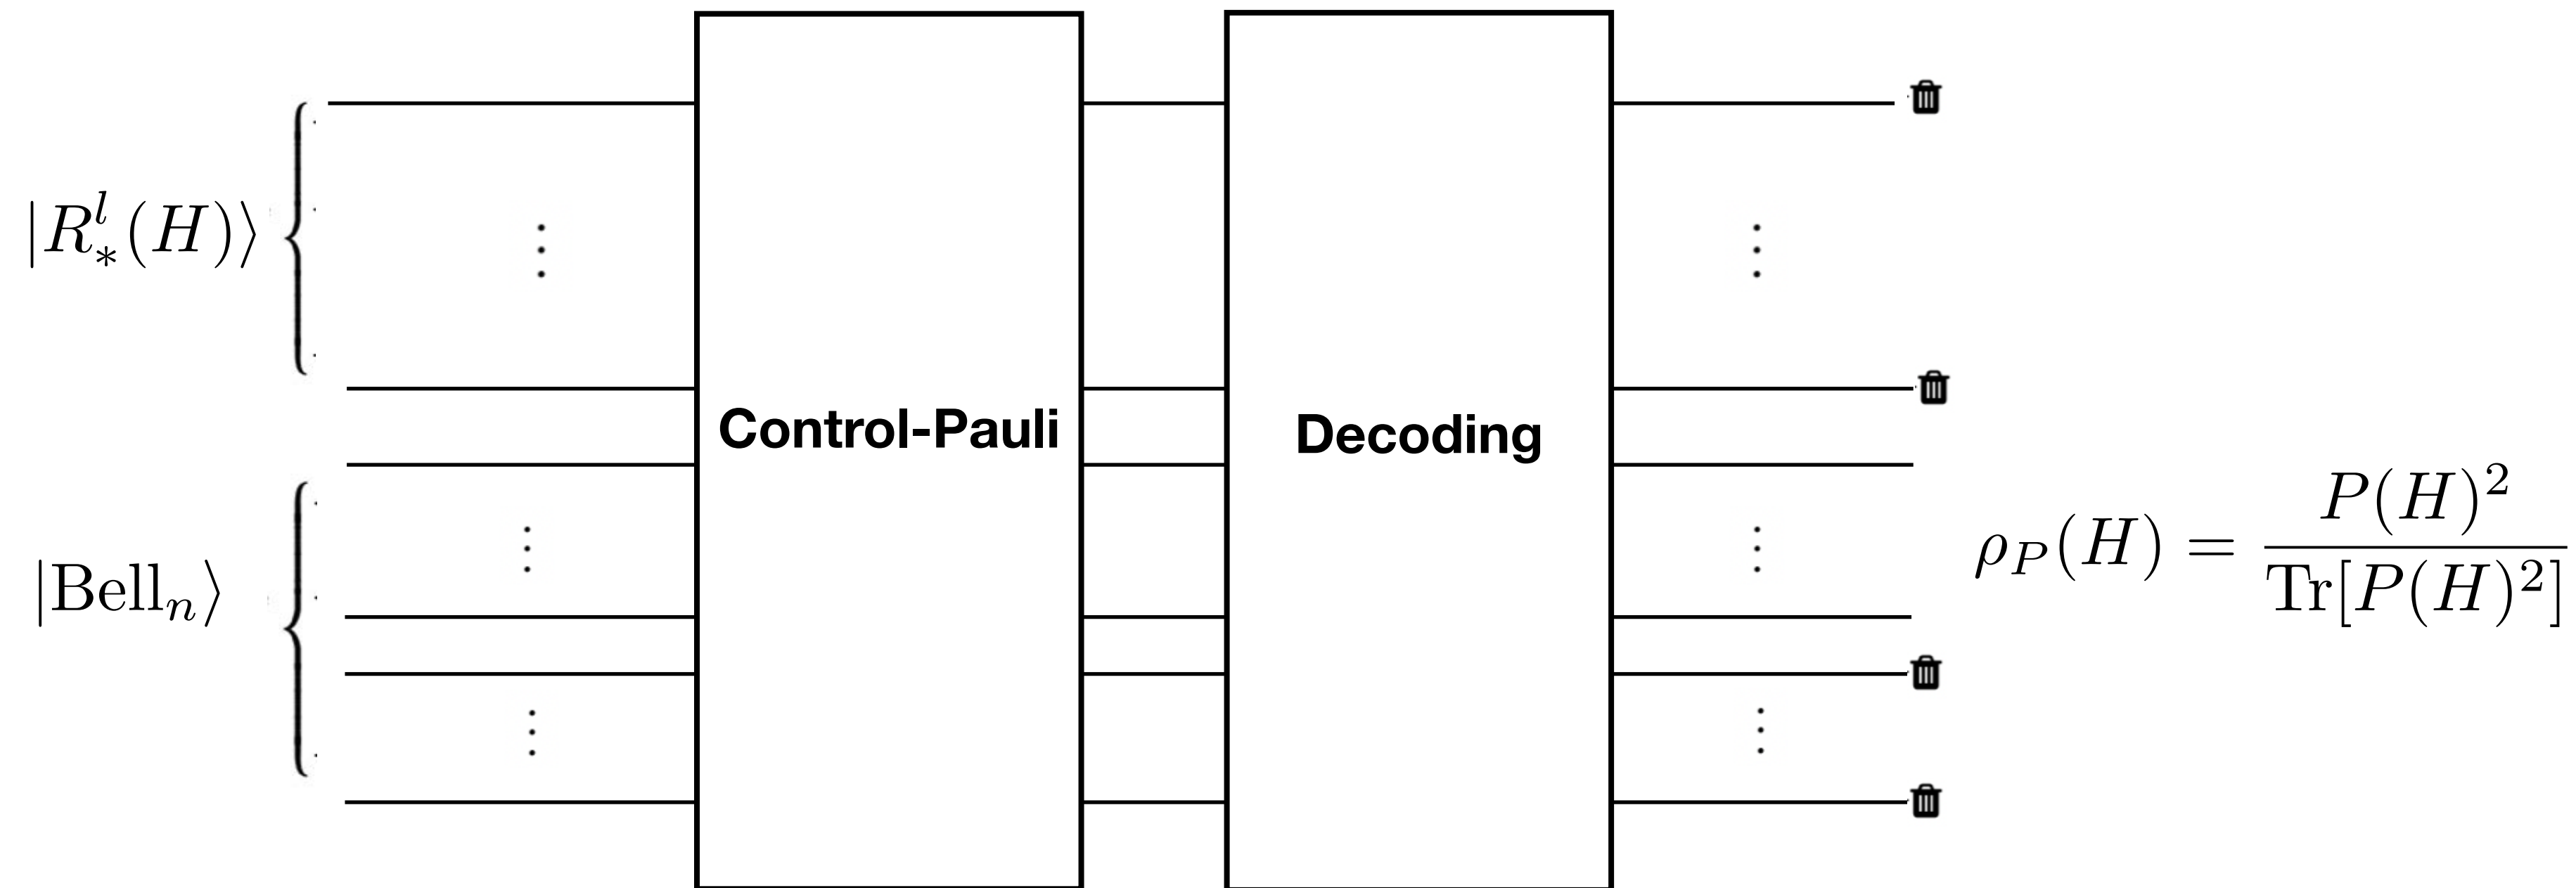 |R^l_*(H)⟩
Control-Pauli
Decoding
|Bell_n⟩
ρ_P(H) = P(H)^2 / Tr[P(H)^2]